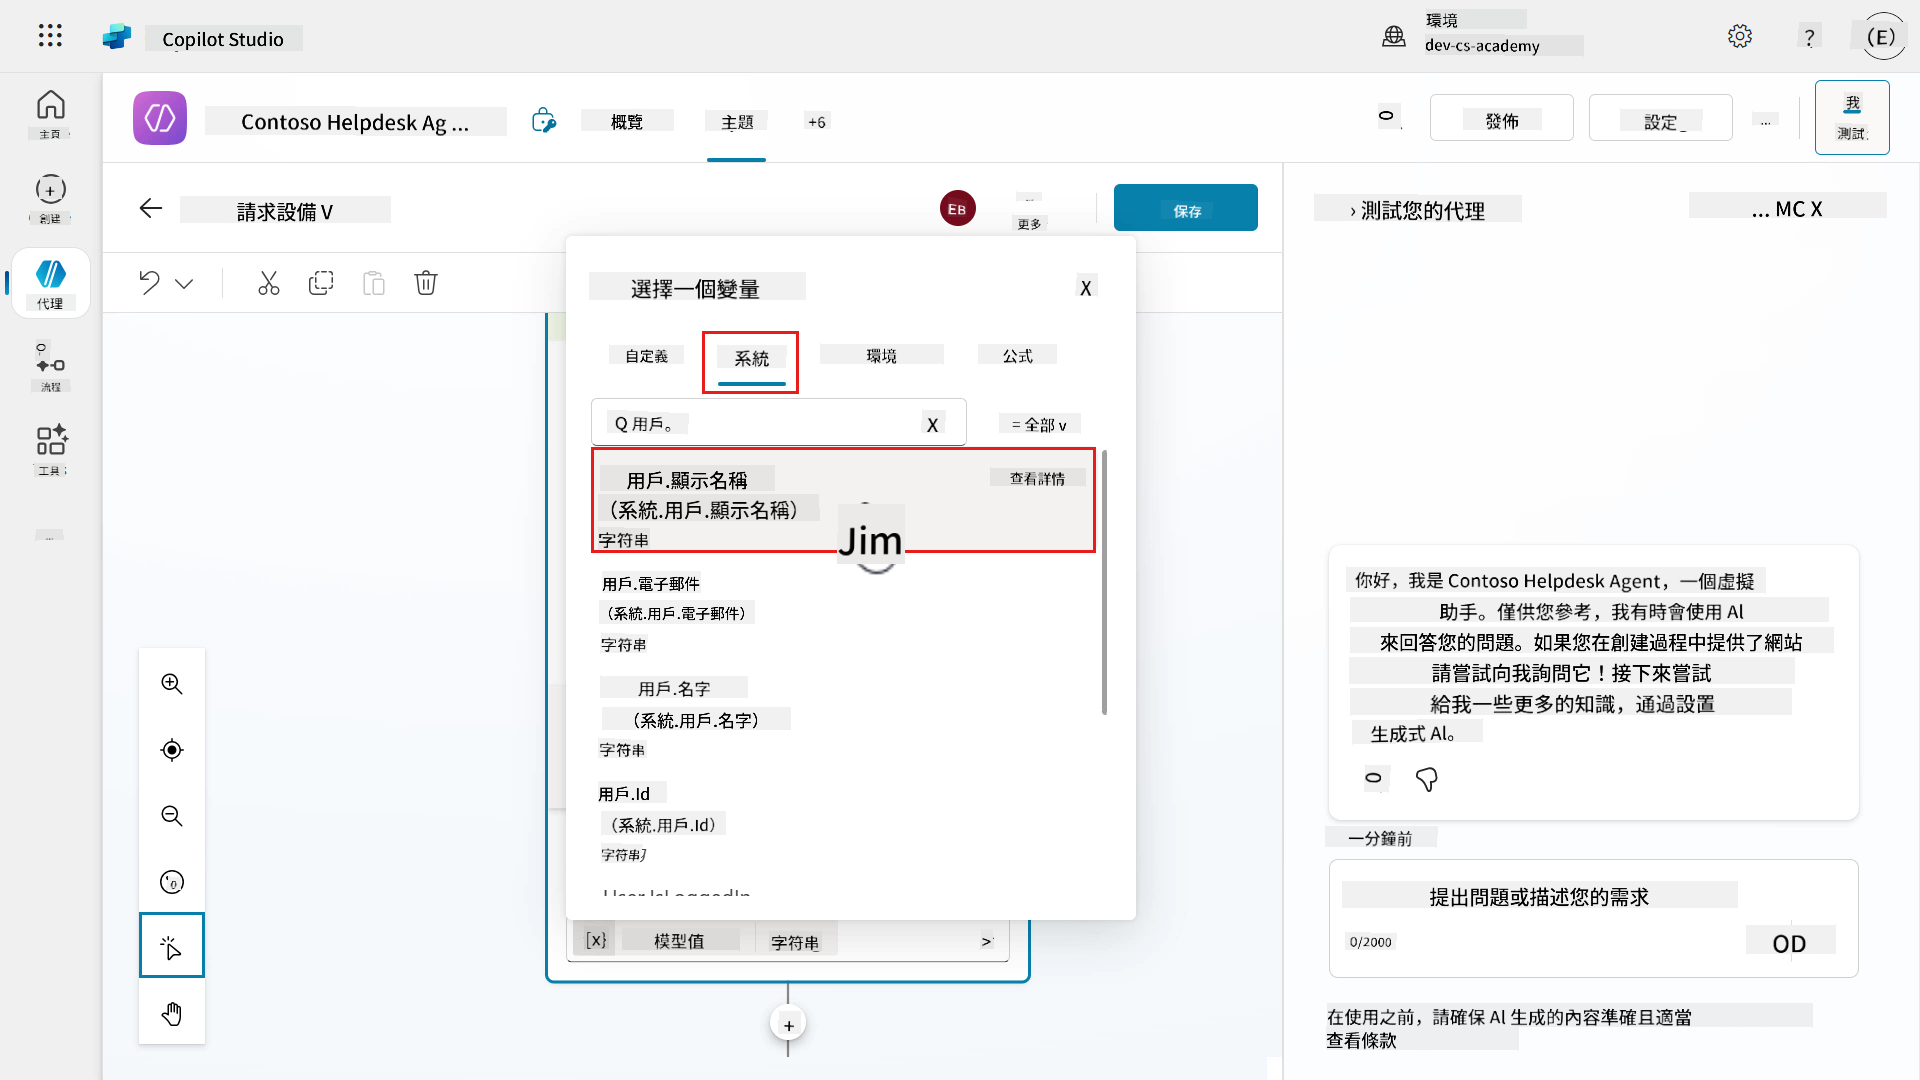 Copilot Studio
環境
dev-cs-academy
?
(E)
主頁
創建
代理
流程
工具
Contoso Helpdesk Ag ...
概覽
主題
+6
發佈
設定
...
我
測試
請求設備 V
EB
更多
保存
› 測試您的代理
... MC X
選擇一個變量
X
自定義
系統
環境
公式
Q 用戶。
X
= 全部 v
用戶.顯示名稱
查看詳情
（系統.用戶.顯示名稱）
字符串
Jim
用戶.電子郵件
（系統.用戶.電子郵件）
字符串
用戶.名字
（系統.用戶.名字）
字符串
用戶.Id
（系統.用戶.Id）
字符串
User.IsLoggedIn
[x]
模型值
字符串
>
+
你好，我是 Contoso Helpdesk Agent，一個虛擬
助手。僅供您參考，我有時會使用 Al
來回答您的問題。如果您在創建過程中提供了網站
請嘗試向我詢問它！接下來嘗試
給我一些更多的知識，通過設置
生成式 Al。
一分鐘前
提出問題或描述您的需求
0/2000
OD
在使用之前，請確保 Al 生成的內容準確且適當
查看條款